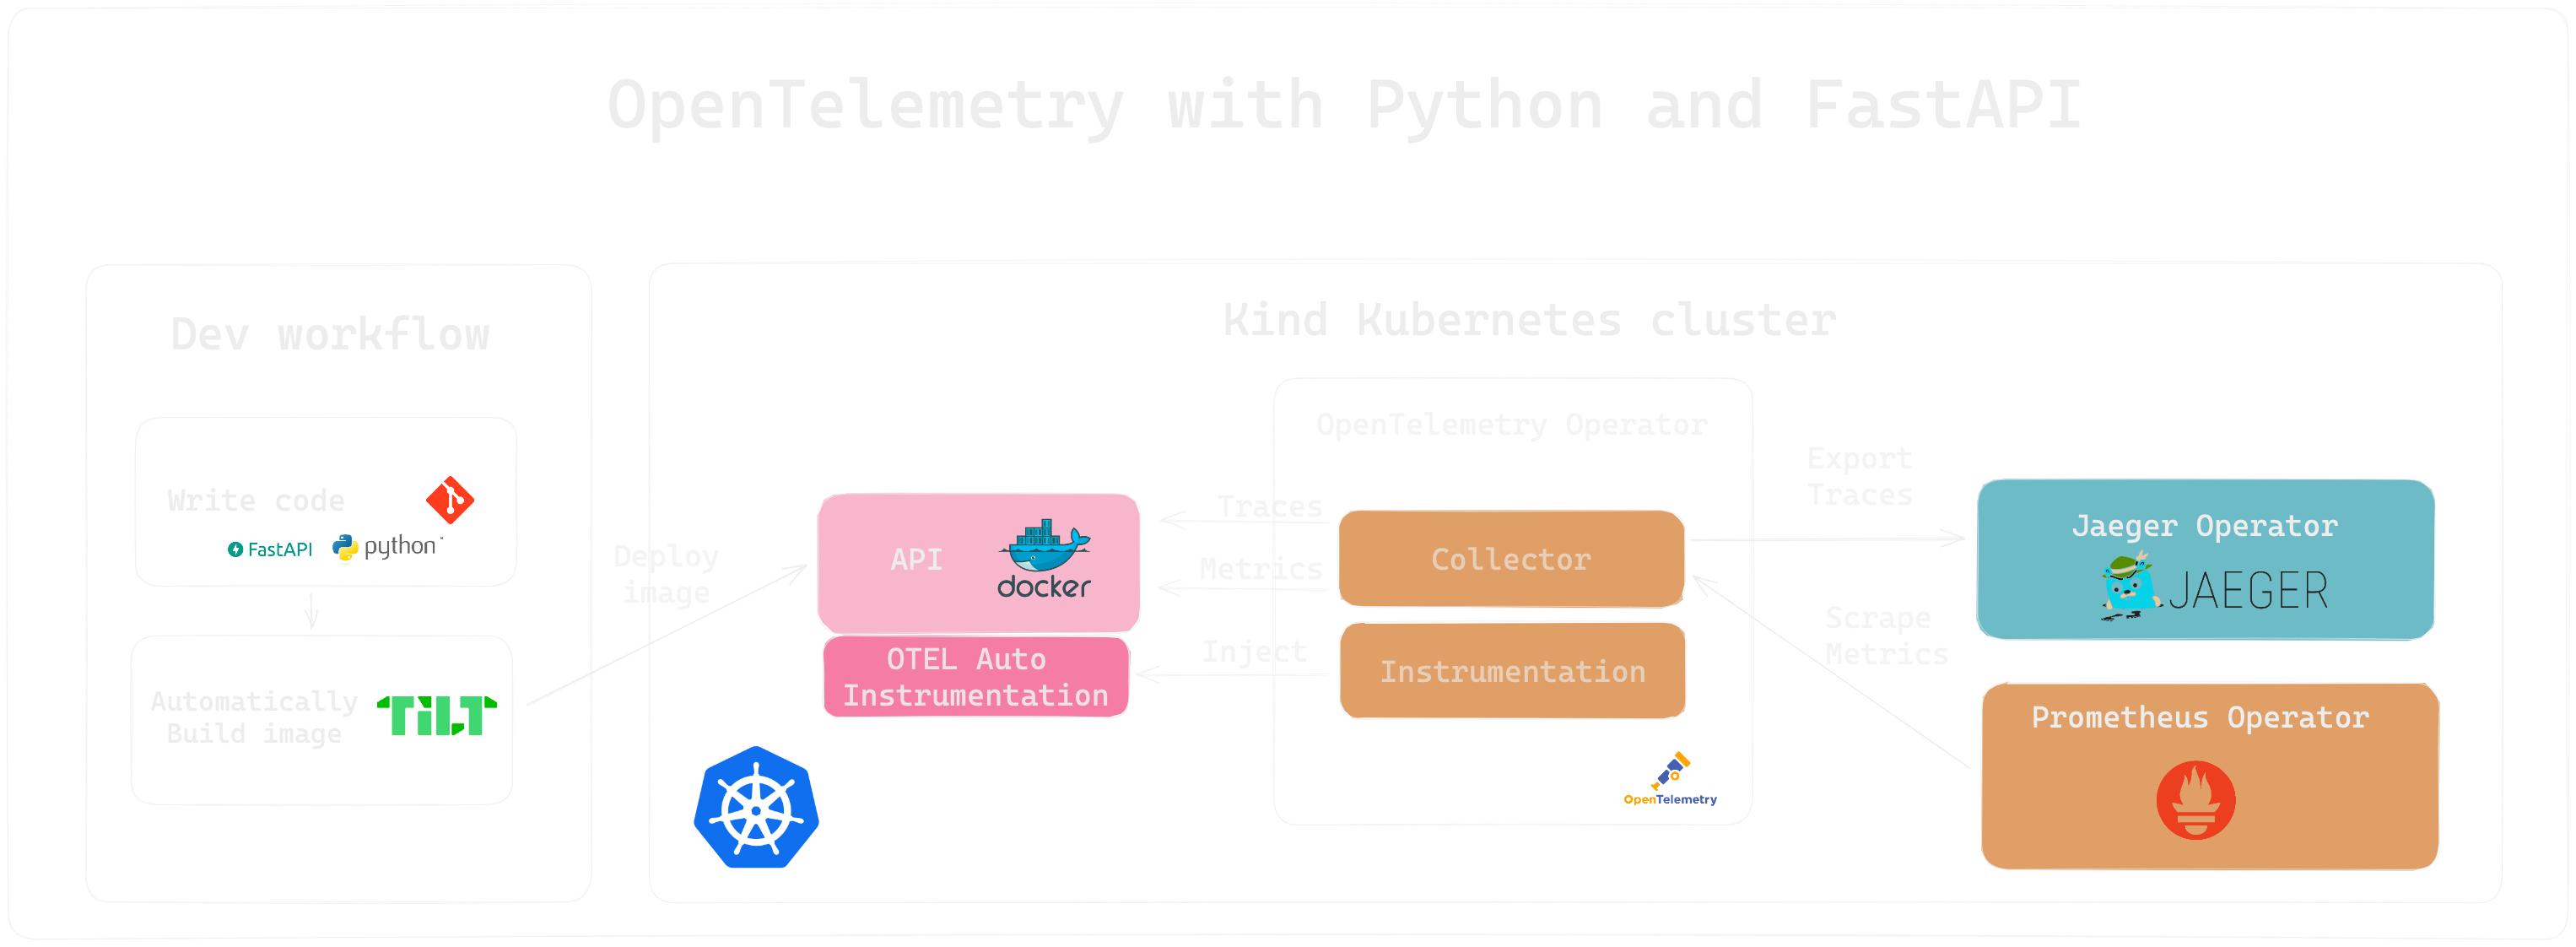 OpenTelemetry with Python and FastAPI
Dev workflow
Write code
FastAPI
python™
Automatically
Build image
TiLT
Deploy
image
Kind Kubernetes cluster
API
docker
OTEL Auto
Instrumentation
Traces
Metrics
Inject
OpenTelemetry Operator
Collector
Instrumentation
OpenTelemetry
Export
Traces
Scrape
Metrics
Jaeger Operator
JAEGER
Prometheus Operator